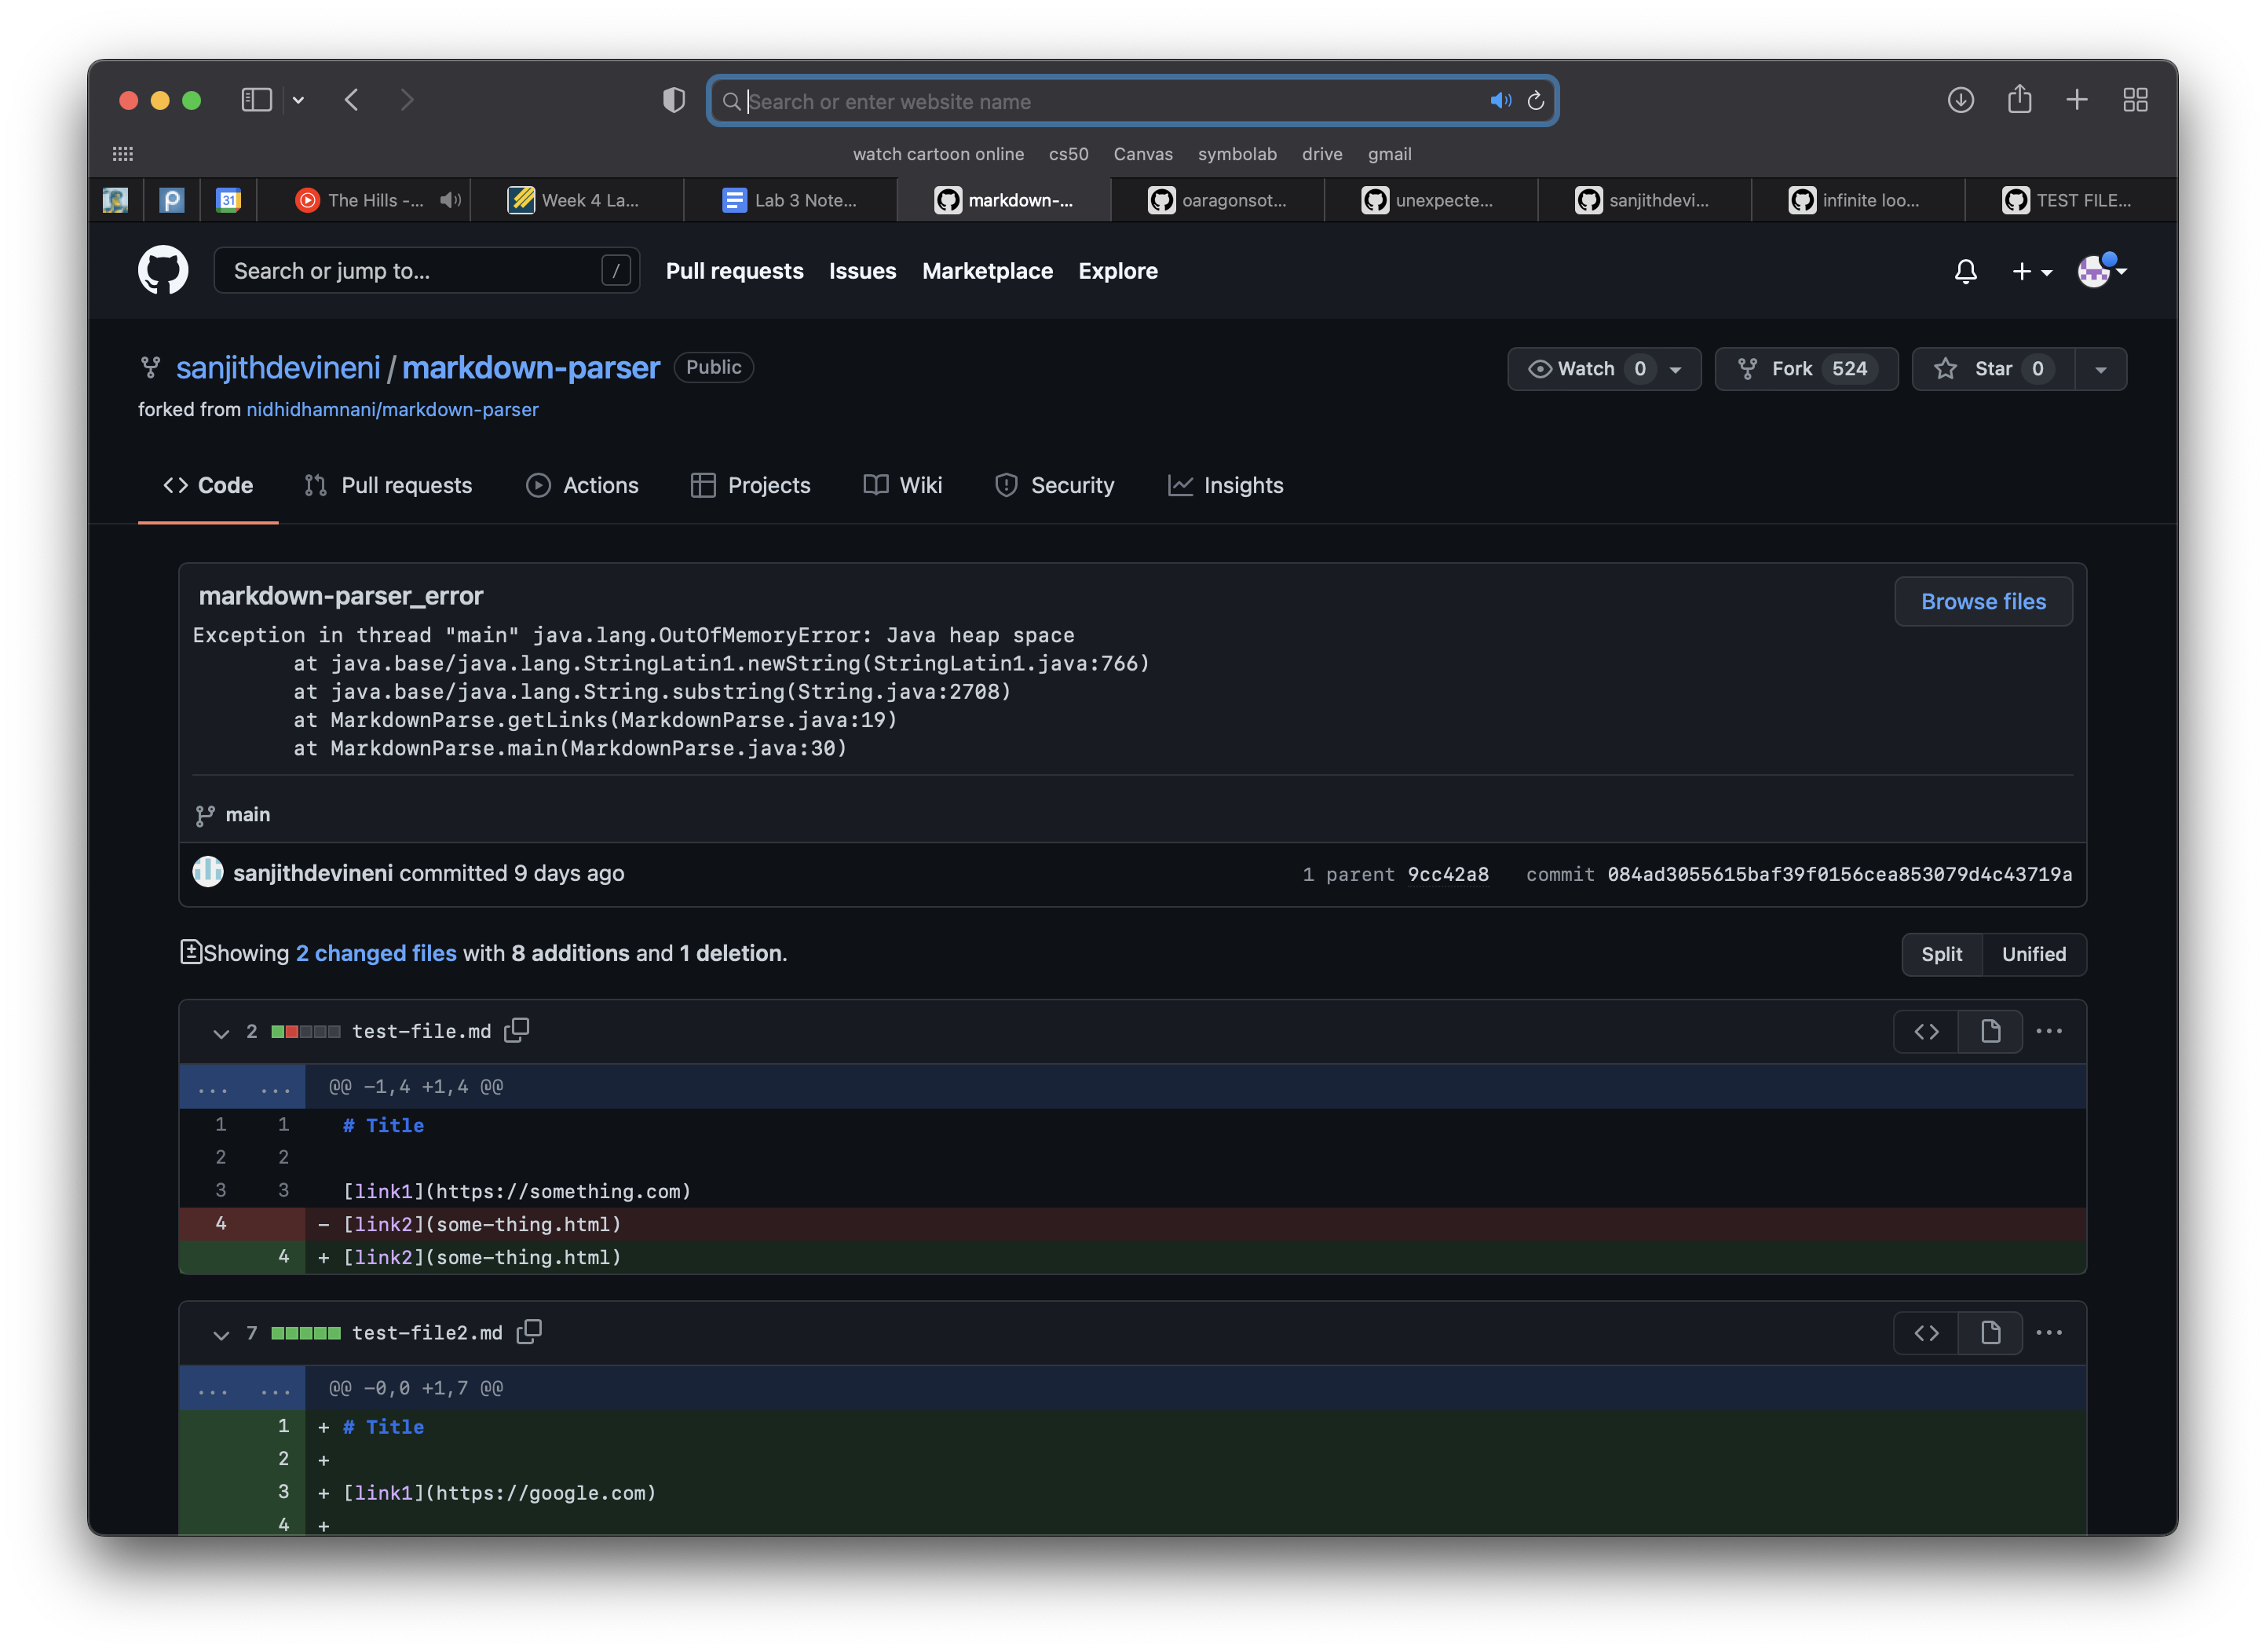 Search or enter website name
watch cartoon online cs50 Canvas symbolab drive gmail
31 The Hills -... Week 4 La... Lab 3 Note... markdown-... oaragonsot... unexpecte... sanjithdevi... infinite loo... TEST FILE...
Search or jump to... / Pull requests Issues Marketplace Explore
sanjithdevineni / markdown-parser Public Watch 0 Fork 524 Star 0
forked from nidhidhamnani/markdown-parser
Code Pull requests Actions Projects Wiki Security Insights
markdown-parser_error Browse files
Exception in thread "main" java.lang.OutOfMemoryError: Java heap space
at java.base/java.lang.StringLatin1.newString(StringLatin1.java:766)
at java.base/java.lang.String.substring(String.java:2708)
at MarkdownParse.getLinks(MarkdownParse.java:19)
at MarkdownParse.main(MarkdownParse.java:30)
main
sanjithdevineni committed 9 days ago 1 parent 9cc42a8 commit 084ad3055615baf39f0156cea853079d4c43719a
Showing 2 changed files with 8 additions and 1 deletion. Split Unified
2 test-file.md
... ... @@ -1,4 +1,4 @@
1 1 # Title
2 2
3 3 [link1](https://something.com)
4 - [link2](some-thing.html)
4 + [link2](some-thing.html)
7 test-file2.md
... ... @@ -0,0 +1,7 @@
1 + # Title
2 +
3 + [link1](https://google.com)
4 +